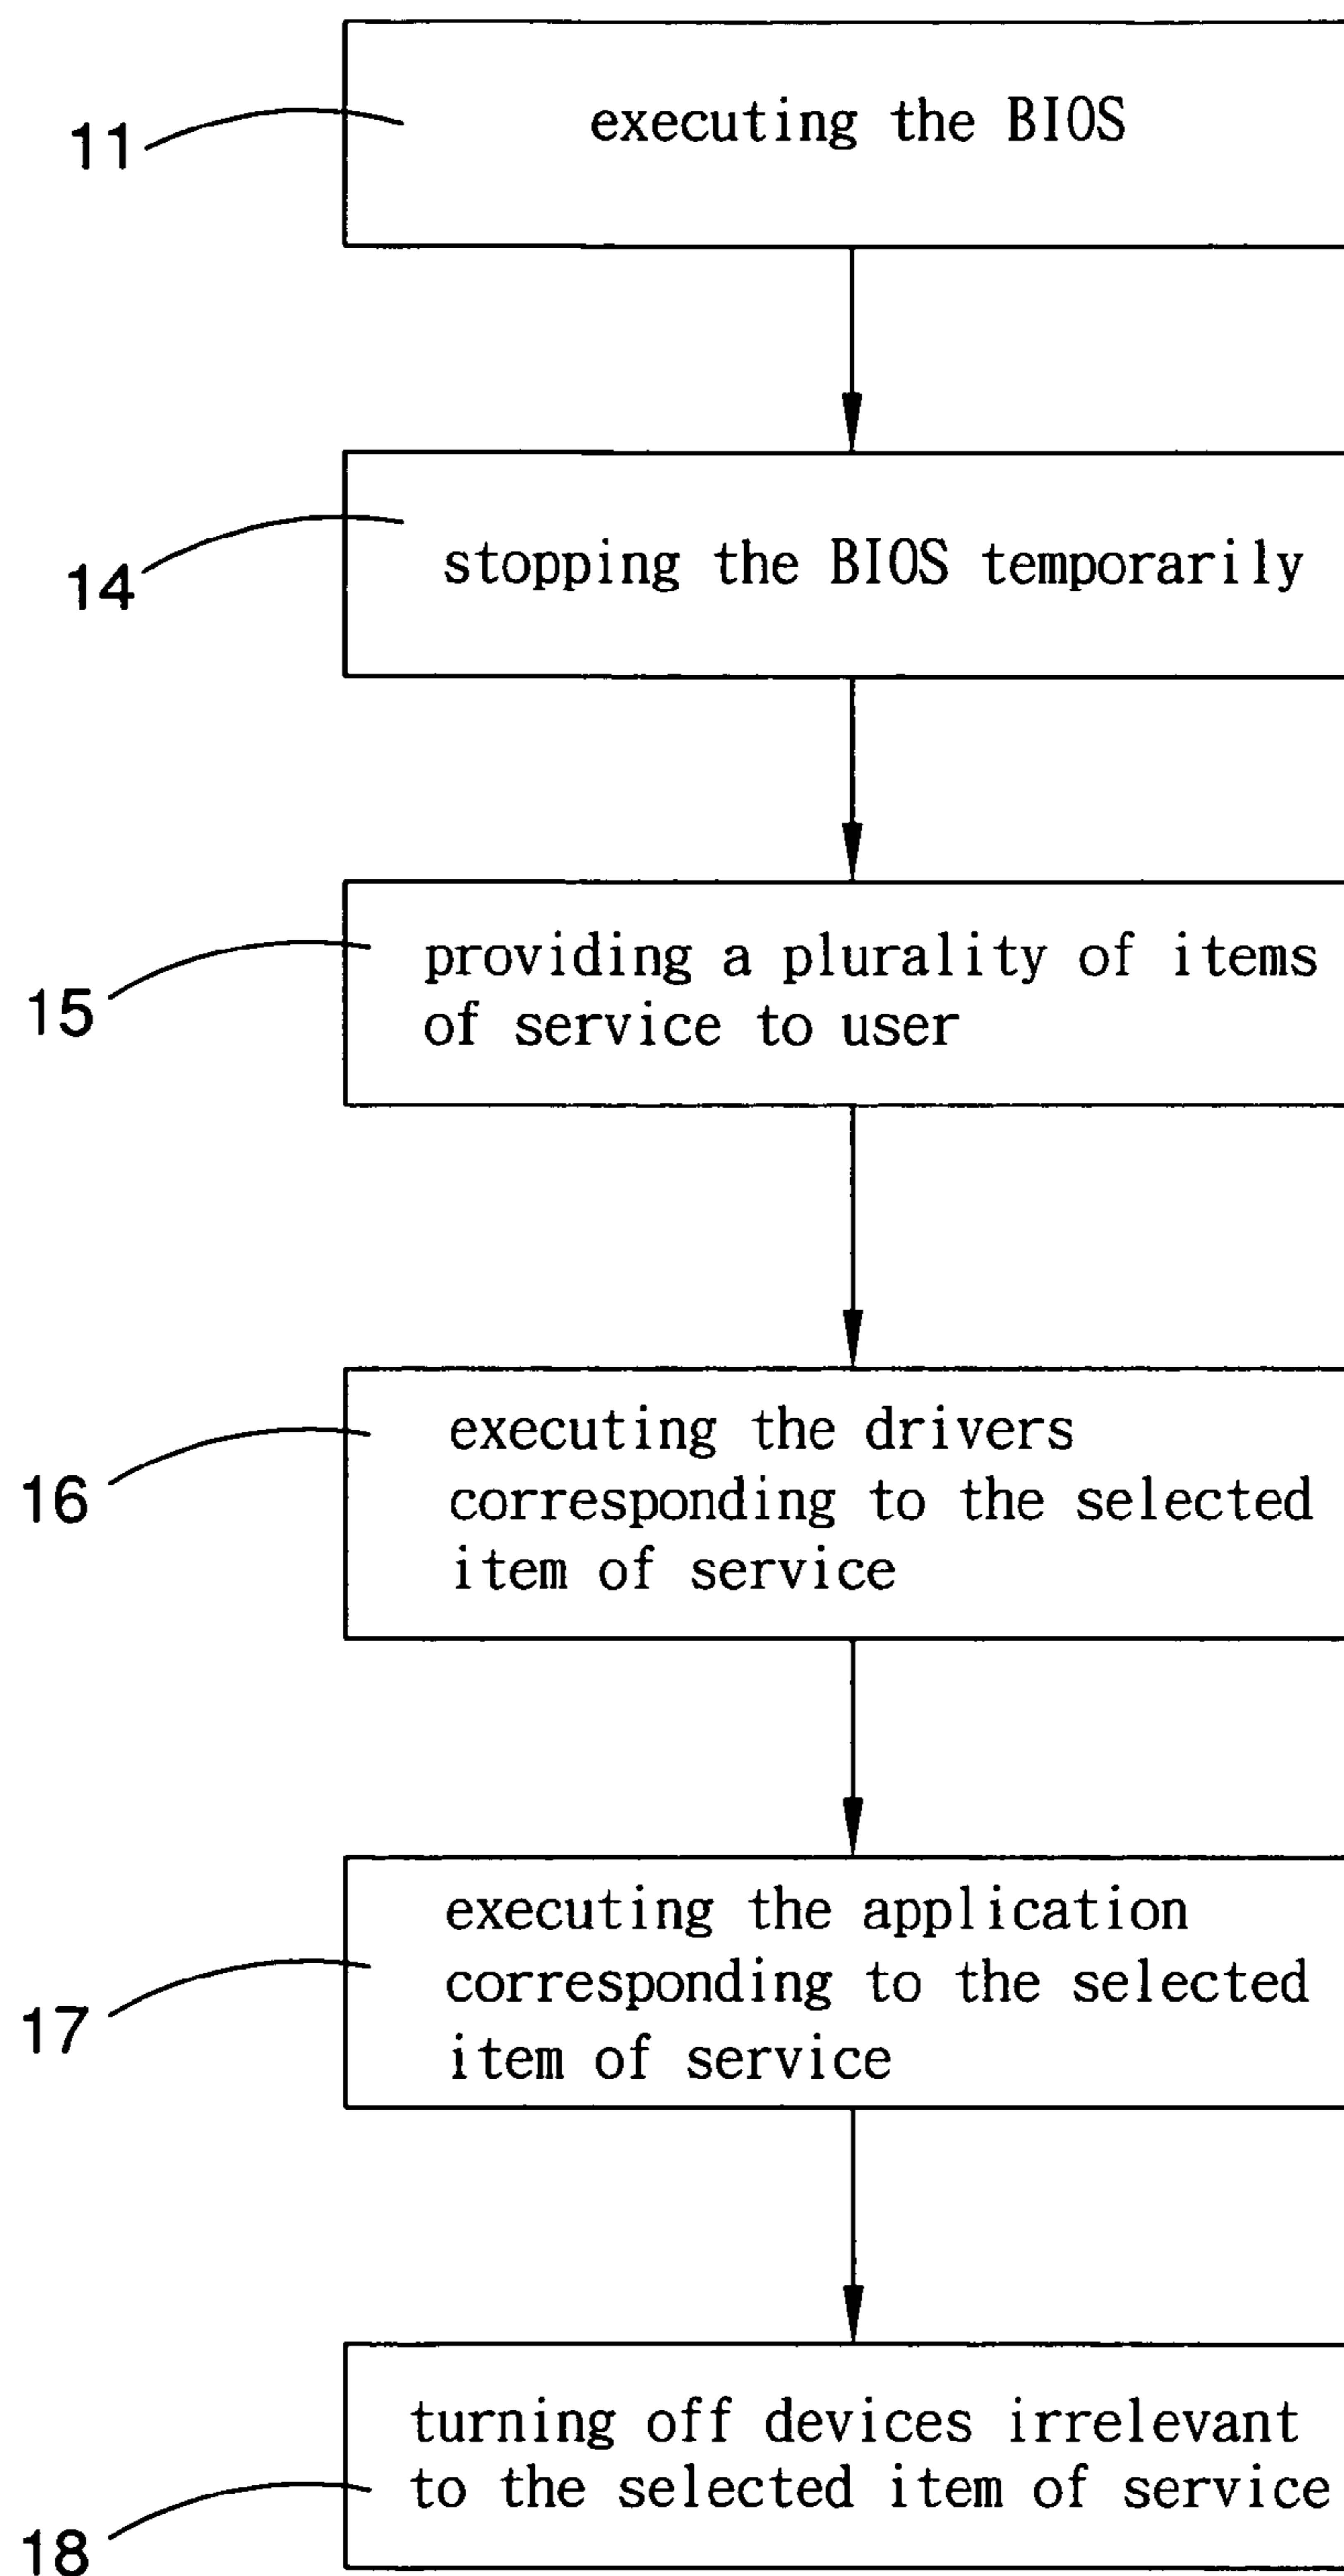 executing the BIOS
11
stopping the BIOS temporarily
14
providing a plurality of items
of service to user
15
executing the drivers
corresponding to the selected
item of service
16
executing the application
corresponding to the selected
item of service
17
turning off devices irrelevant
to the selected item of service
18